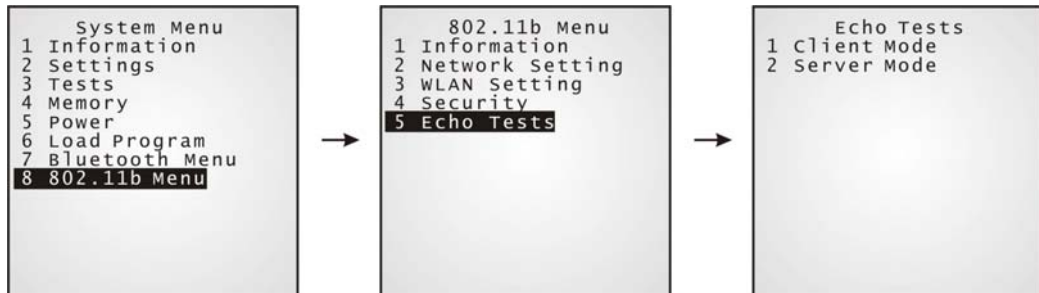 System Menu
1 Information
2 Settings
3 Tests
4 Memory
5 Power
6 Load Program
7 Bluetooth Menu
8 802.11b Menu
802.11b Menu
1 Information
2 Network Setting
3 WLAN Setting
4 Security
5 Echo Tests
Echo Tests
1 Client Mode
2 Server Mode